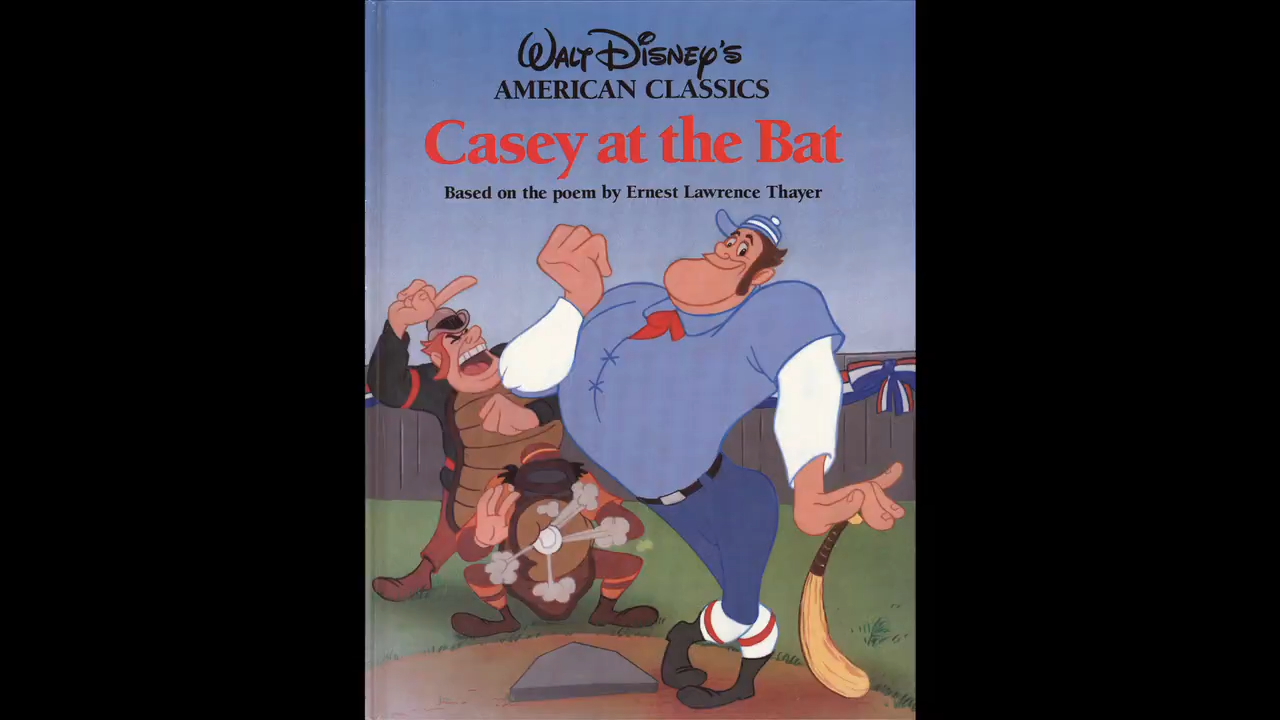 WALT DISNEY'S
AMERICAN CLASSICS
Casey at the Bat
Based on the poem by Ernest Lawrence Thayer